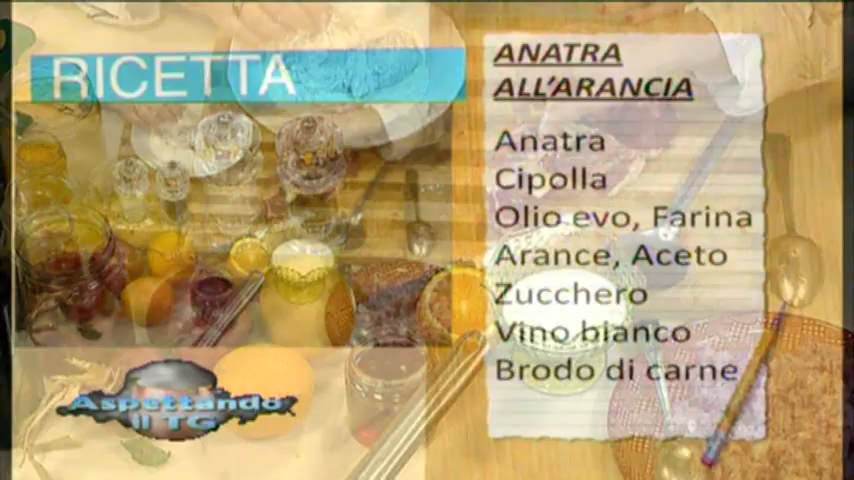 RICETTA
ANATRA
ALL'ARANCIA
Anatra
Cipolla
Olio evo, Farina
Arance, Aceto
Zucchero
Vino bianco
Brodo di carne
Aspettando
il TG